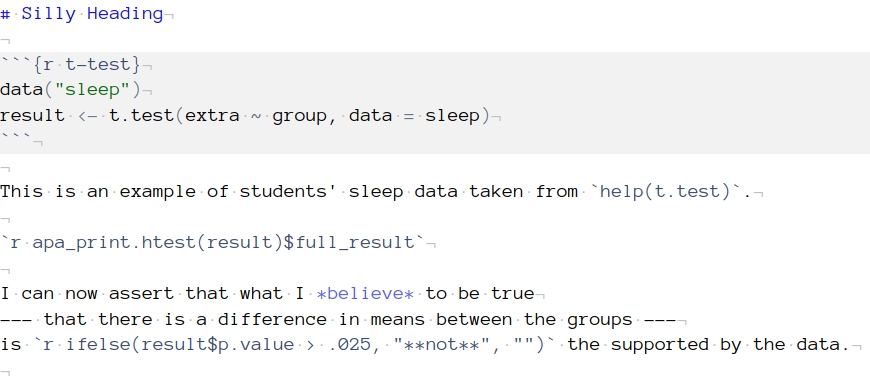 # Silly Heading
```{r t-test}
data("sleep")
result <- t.test(extra ~ group, data = sleep)
```
This is an example of students' sleep data taken from `help(t.test)`.
`r apa_print.htest(result)$full_result`
I can now assert that what I *believe* to be true
--- that there is a difference in means between the groups ---
is `r ifelse(result$p.value > .025, "**not**", "")` the supported by the data.